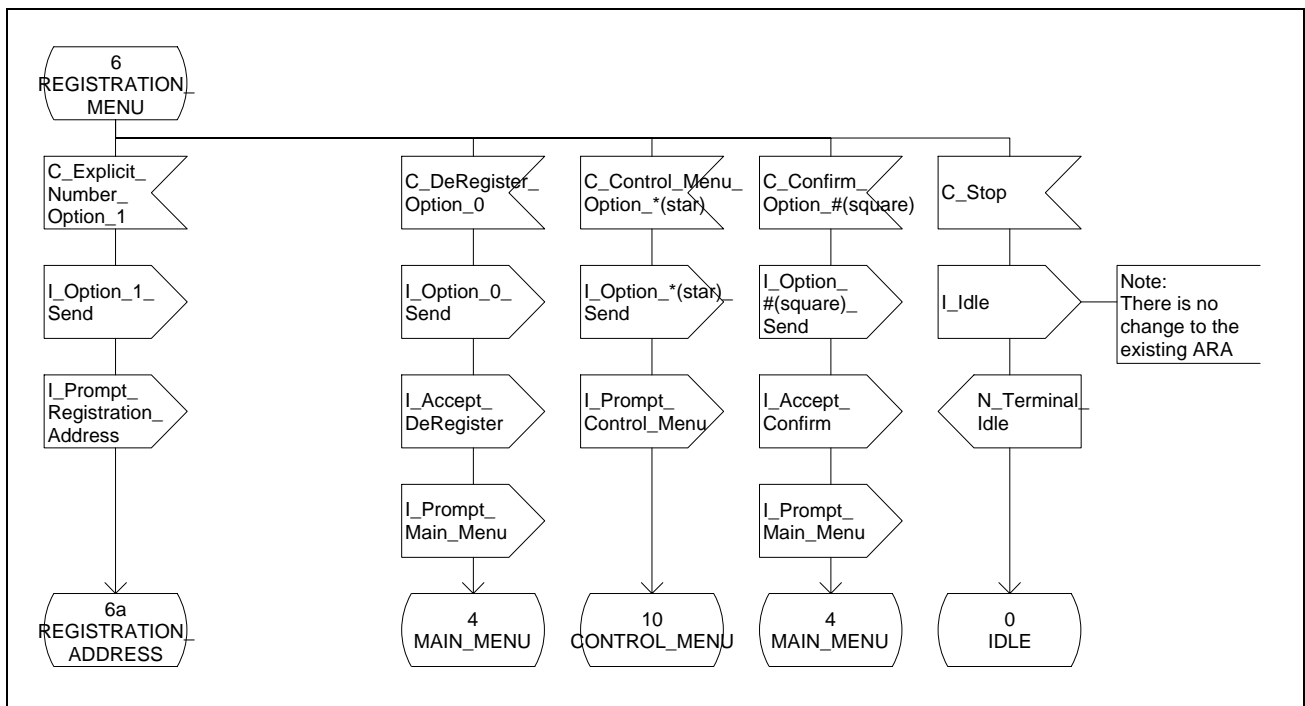 6
REGISTRATION_
MENU
C_Explicit_
Number_
Option_1
C_DeRegister_
Option_0
C_Control_Menu_
Option_*(star)
C_Confirm_
Option_#(square)
C_Stop
I_Option_1_
Send
I_Option_0_
Send
I_Option_*(star)_
Send
I_Option_
#(square)_
Send
I_Idle
Note:
There is no
change to the
existing ARA
I_Prompt_
Registration_
Address
I_Accept_
DeRegister
I_Prompt_
Control_Menu
I_Accept_
Confirm
N_Terminal_
Idle
I_Prompt_
Main_Menu
I_Prompt_
Main_Menu
6a
REGISTRATION_
ADDRESS
4
MAIN_MENU
10
CONTROL_MENU
4
MAIN_MENU
0
IDLE